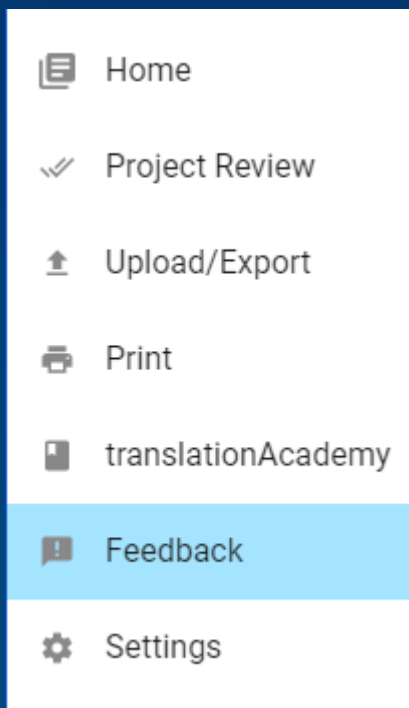 Home
Project Review
Upload/Export
Print
translationAcademy
Feedback
Settings